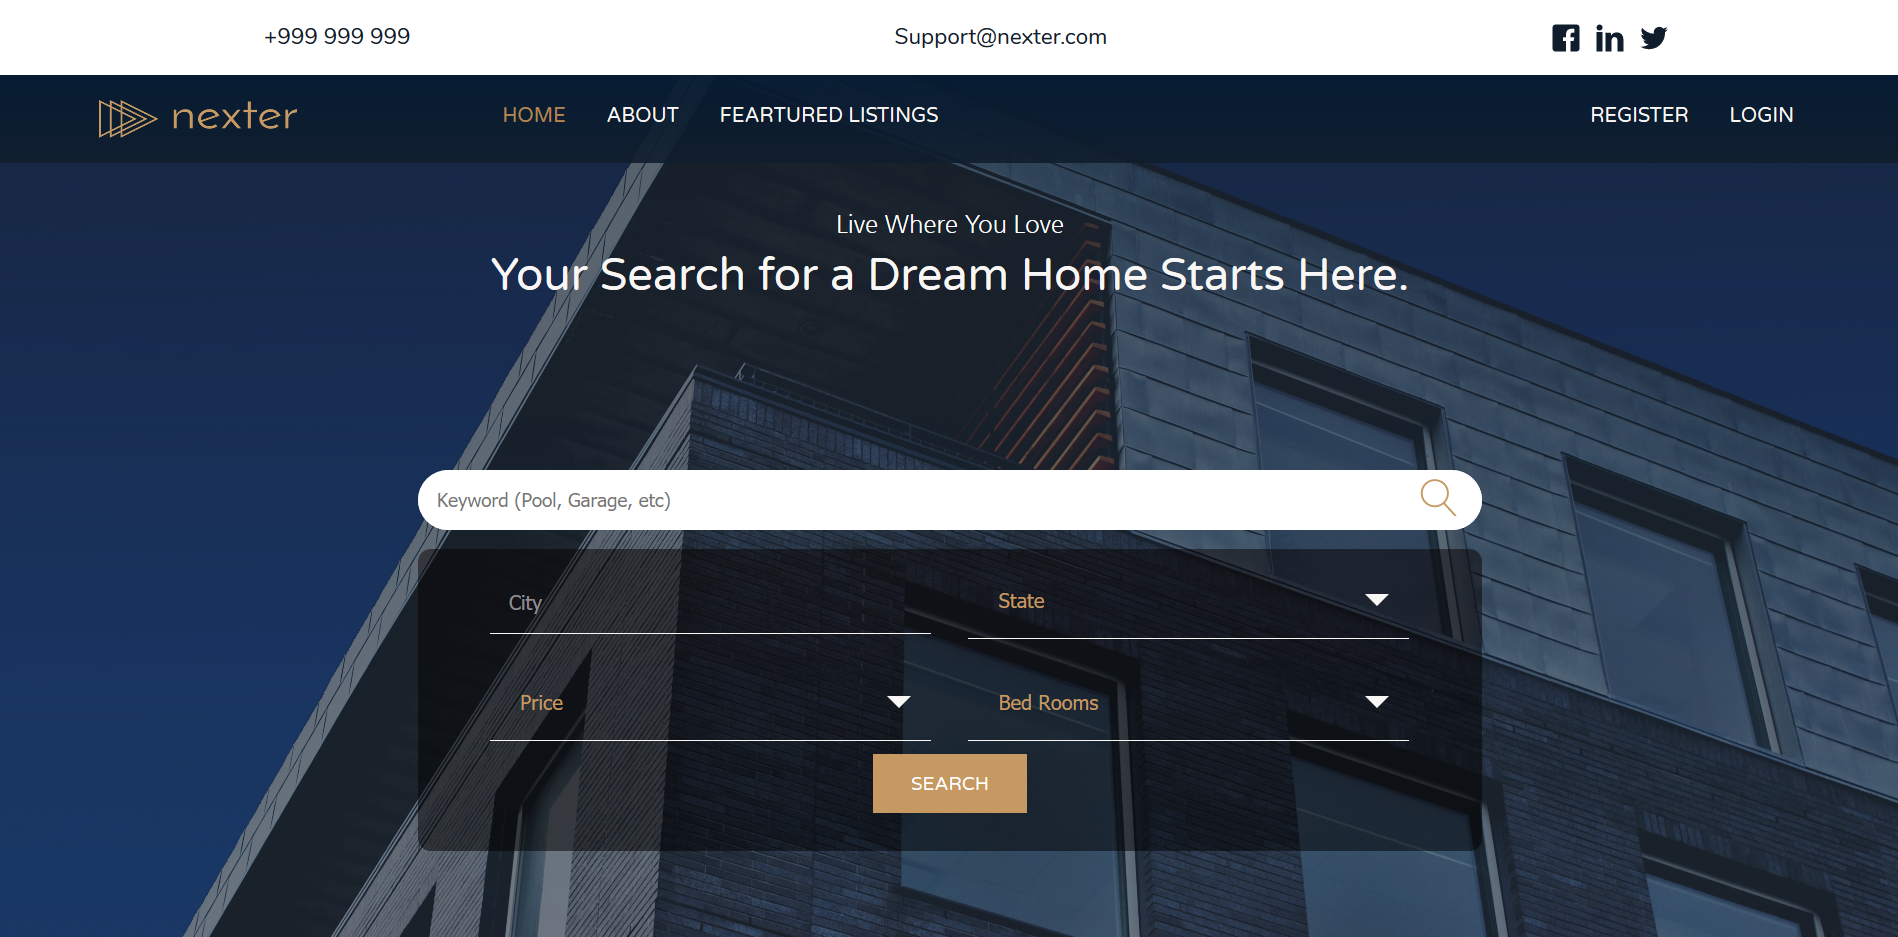 +999 999 999
Support@nexter.com
nexter
HOME
ABOUT
FEARTURED LISTINGS
REGISTER
LOGIN
Live Where You Love
Your Search for a Dream Home Starts Here.
Keyword (Pool, Garage, etc)
City
State
Price
Bed Rooms
SEARCH